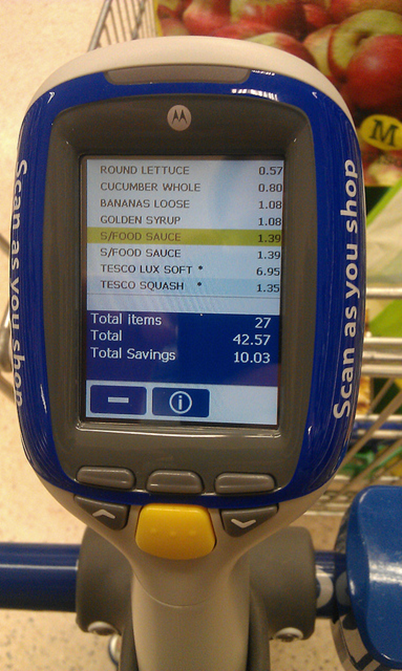 ROUND LETTUCE 0.57
CUCUMBER WHOLE 0.80
BANANAS LOOSE 1.08
GOLDEN SYRUP 1.08
S/FOOD SAUCE 1.39
S/FOOD SAUCE 1.39
TESCO LUX SOFT * 6.95
TESCO SQUASH * 1.35
Total items 27
Total 42.57
Total Savings 10.03
Scan as you shop
Scan as you shop
M